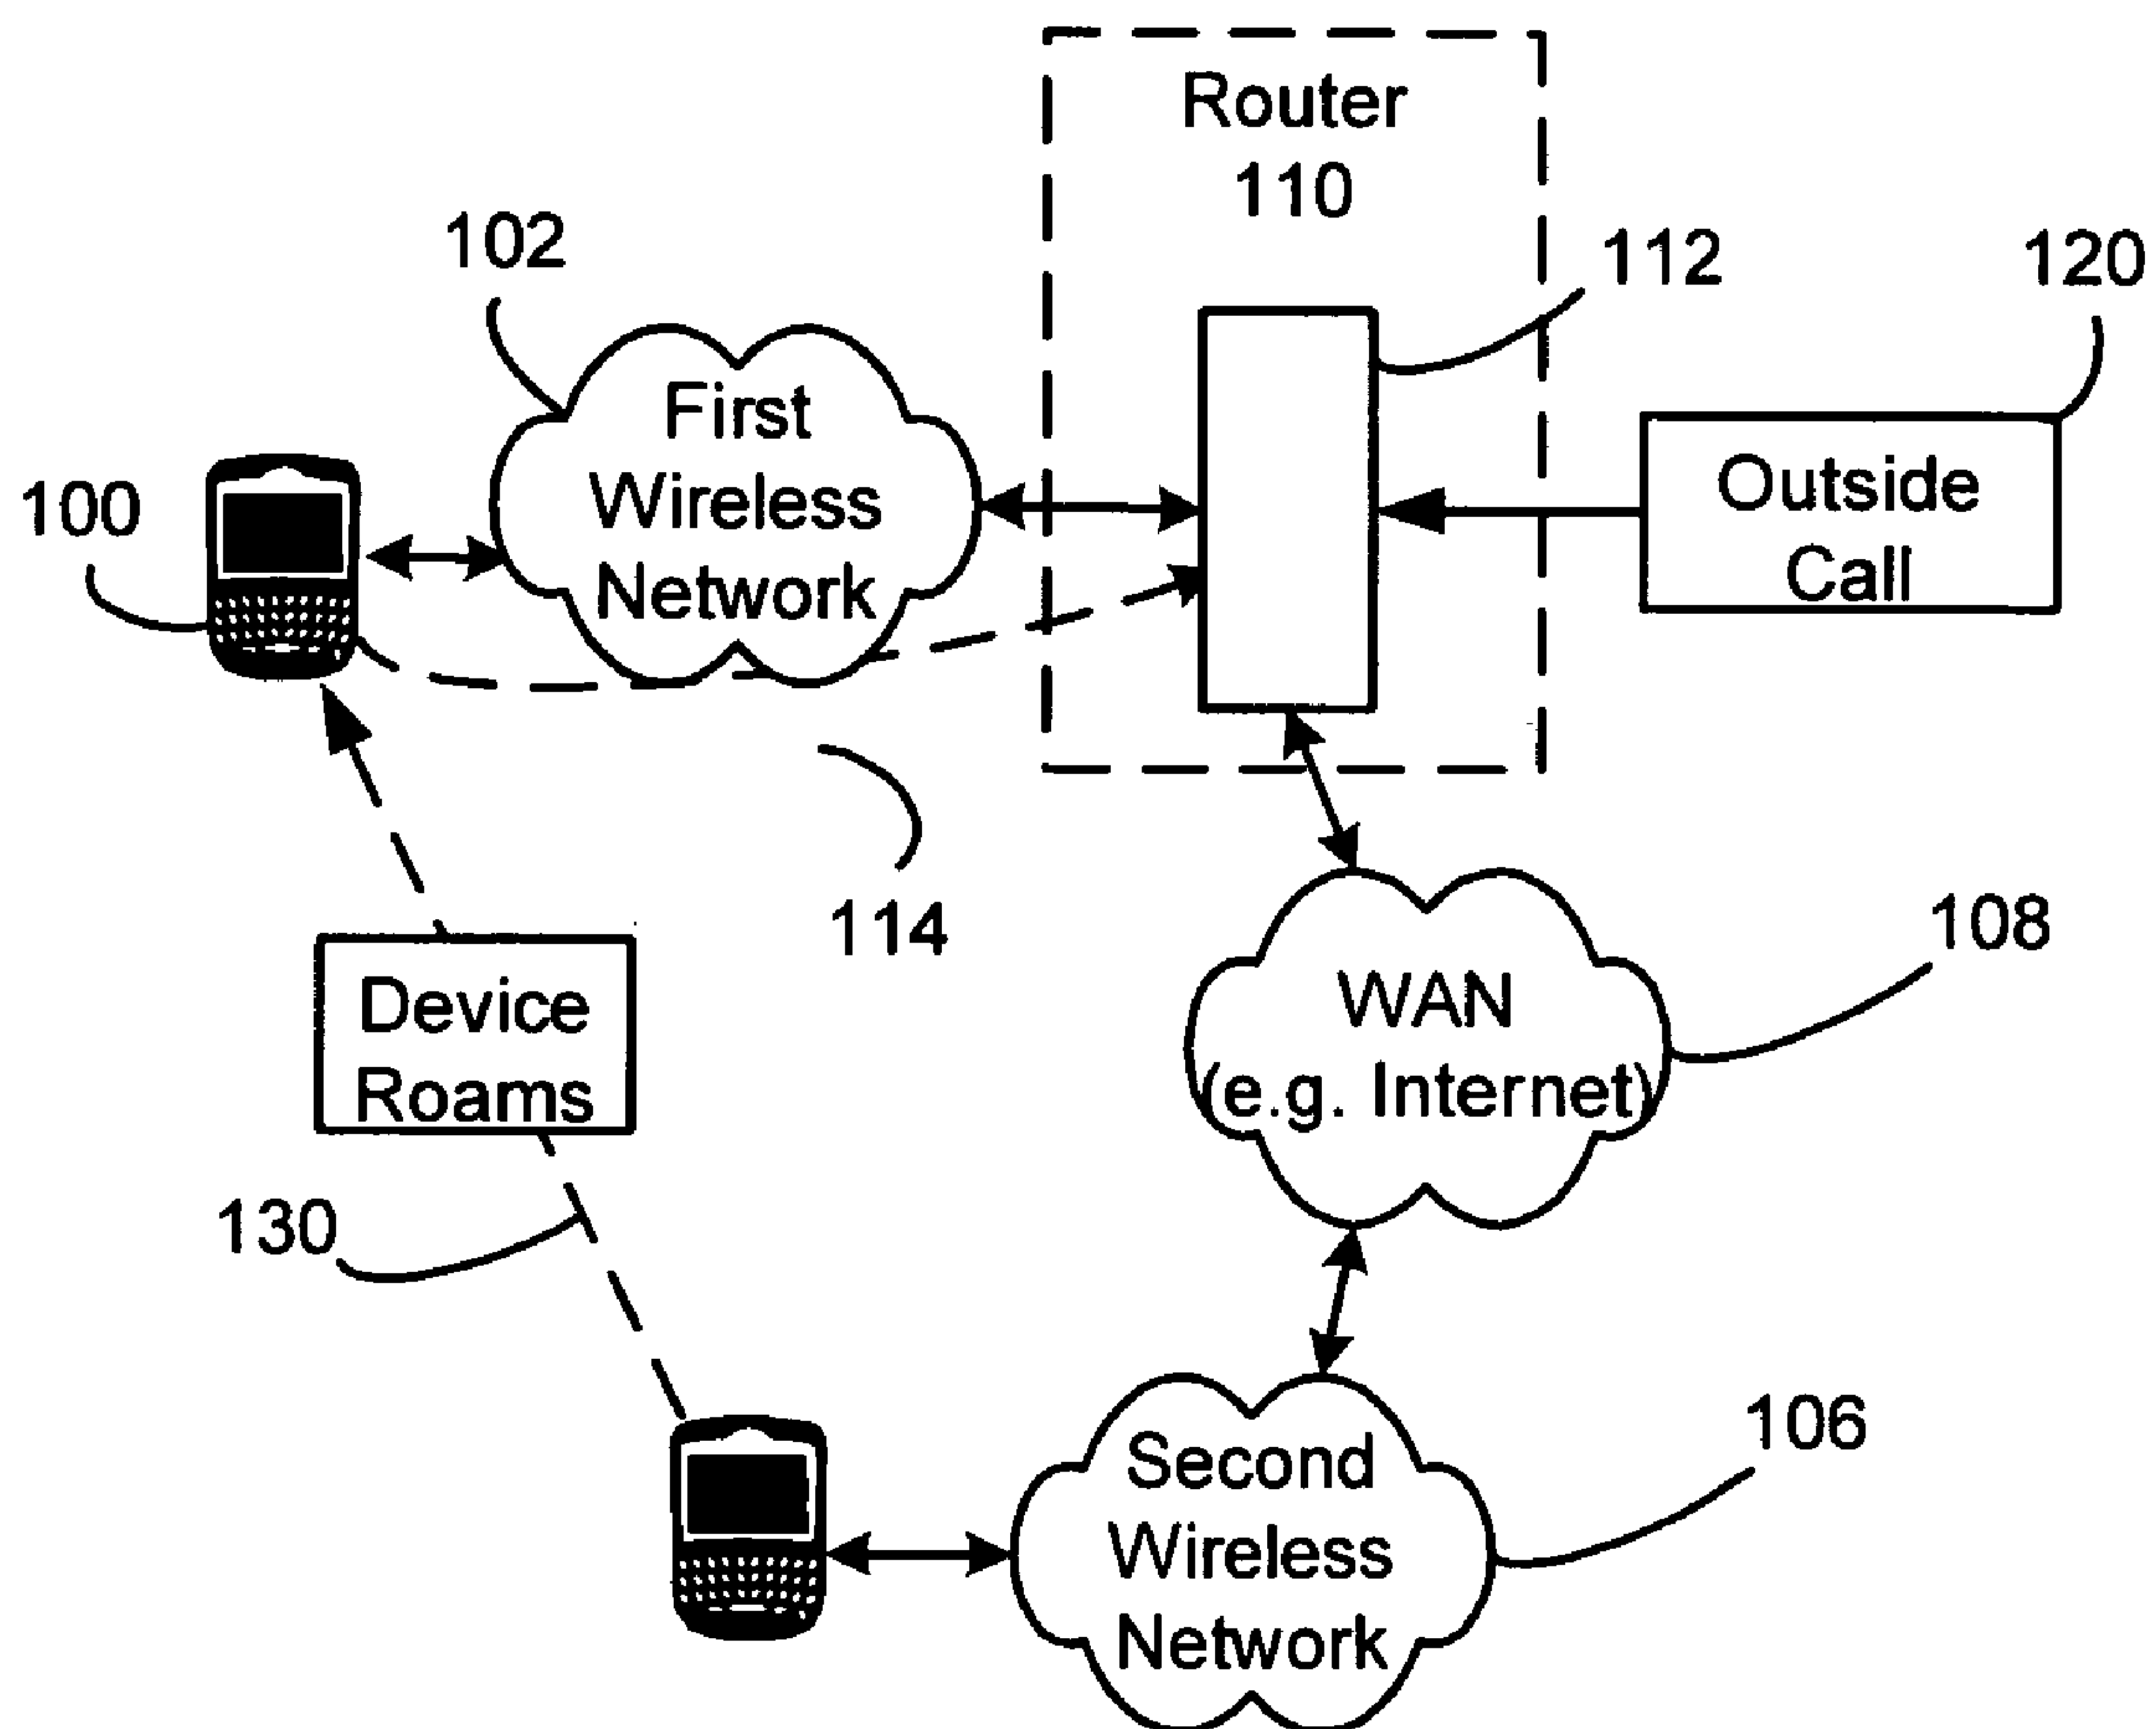 Router
110
102
112
120
First
Wireless
Network
100
Outside
Call
114
108
Device
Roams
WAN
(e.g. Internet)
130
106
Second
Wireless
Network